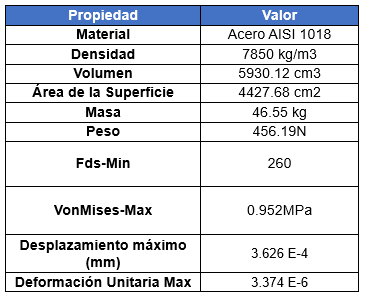 Propiedad Valor
Material Acero AISI 1018
Densidad 7850 kg/m3
Volumen 5930.12 cm3
Área de la Superficie 4427.68 cm2
Masa 46.55 kg
Peso 456.19N
Fds-Min 260
VonMises-Max 0.952MPa
Desplazamiento máximo
(mm) 3.626 E-4
Deformación Unitaria Max 3.374 E-6